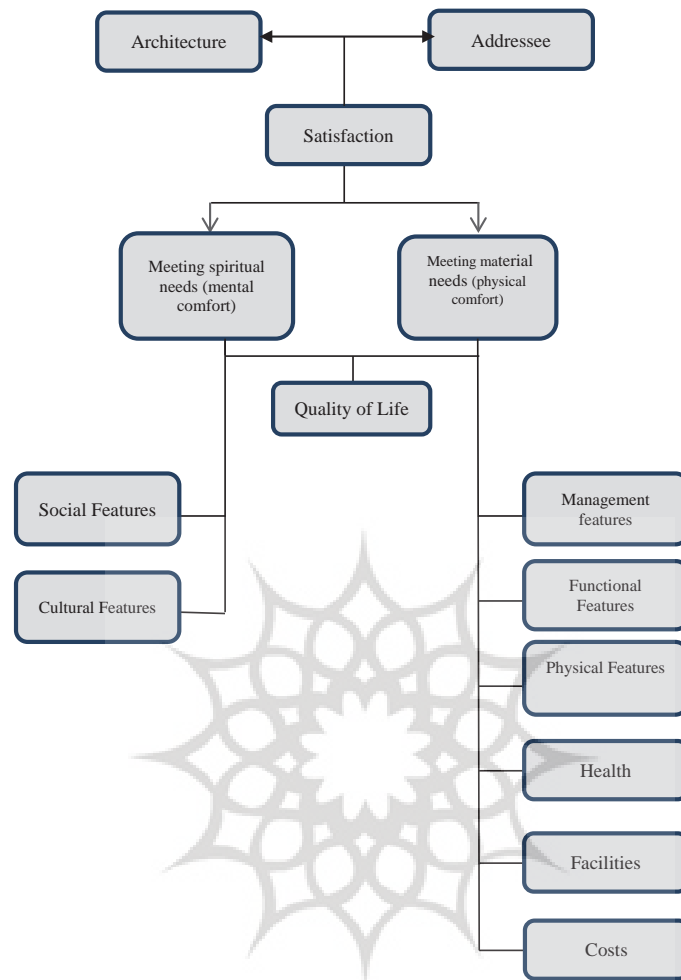 Architecture
Addressee
Satisfaction
Meeting spiritual
needs (mental
comfort)
Meeting material
needs (physical
comfort)
Quality of Life
Social Features
Cultural Features
Management
features
Functional
Features
Physical Features
Health
Facilities
Costs